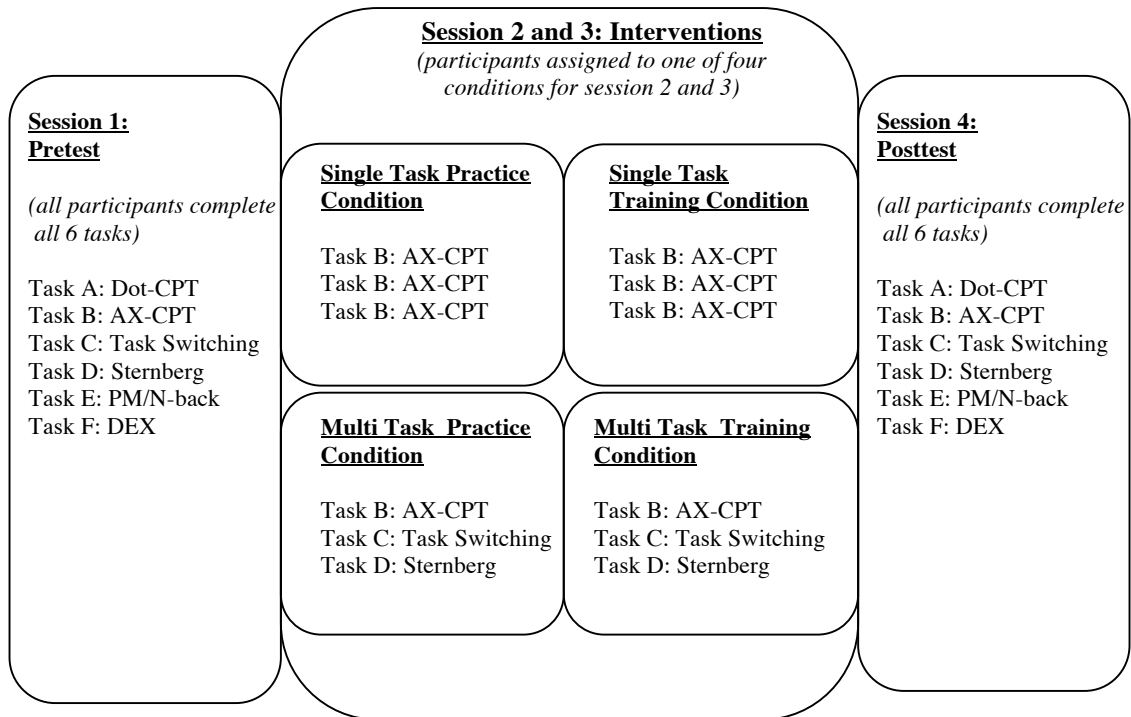 Session 1:
Pretest
(all participants complete
all 6 tasks)
Task A: Dot-CPT
Task B: AX-CPT
Task C: Task Switching
Task D: Sternberg
Task E: PM/N-back
Task F: DEX
Session 2 and 3: Interventions
(participants assigned to one of four
conditions for session 2 and 3)
Single Task Practice
Condition
Task B: AX-CPT
Task B: AX-CPT
Task B: AX-CPT
Single Task
Training Condition
Task B: AX-CPT
Task B: AX-CPT
Task B: AX-CPT
Multi Task Practice
Condition
Task B: AX-CPT
Task C: Task Switching
Task D: Sternberg
Multi Task Training
Condition
Task B: AX-CPT
Task C: Task Switching
Task D: Sternberg
Session 4:
Posttest
(all participants complete
all 6 tasks)
Task A: Dot-CPT
Task B: AX-CPT
Task C: Task Switching
Task D: Sternberg
Task E: PM/N-back
Task F: DEX